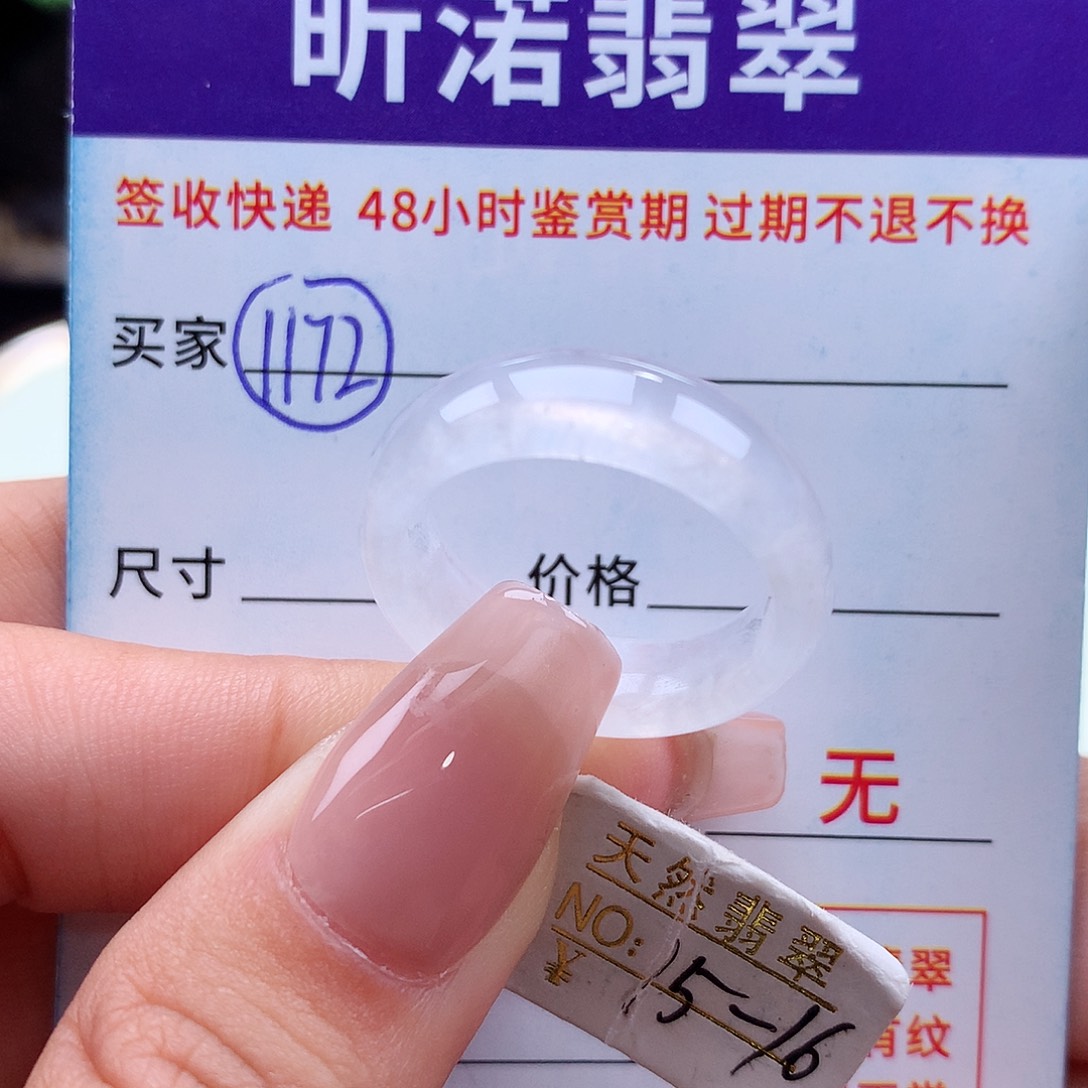 昕渃翡翠
签收快递 48小时鉴赏期 过期不退不换
买家 1172
尺寸 价格
无
天然翡翠
NO: 15-16
¥
翠
有纹